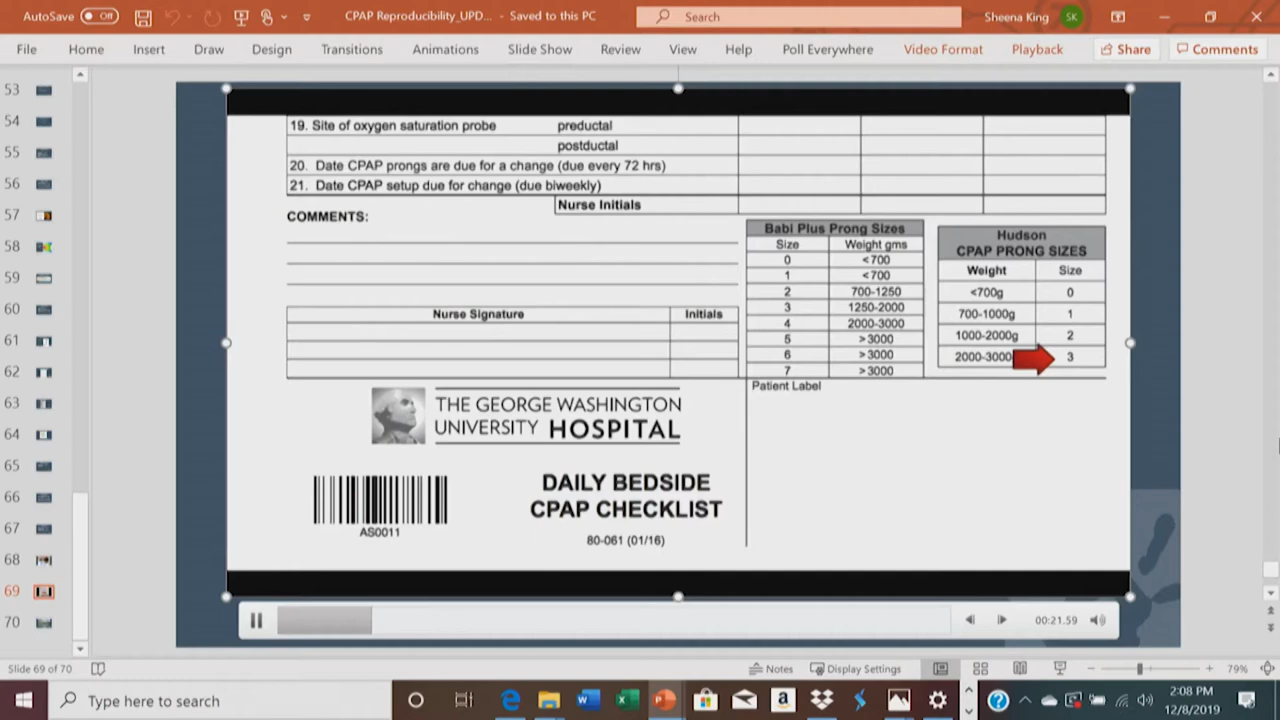 AutoSave Off CPAP Reproducibility_UPD... - Saved to this PC Search Sheena King SK
File Home Insert Draw Design Transitions Animations Slide Show Review View Help Poll Everywhere Video Format Playback Share Comments
53
54
55
56
57
58
59
60
61
62
63
64
65
66
67
68
69
70
19. Site of oxygen saturation probe preductal
postductal
20. Date CPAP prongs are due for a change (due every 72 hrs)
21. Date CPAP setup due for change (due biweekly)
Nurse Initials
COMMENTS:
Nurse Signature Initials
Babi Plus Prong Sizes
Size Weight gms
0 <700
1 <700
2 700-1250
3 1250-2000
4 2000-3000
5 >3000
6 >3000
7 >3000
Hudson
CPAP PRONG SIZES
Weight Size
<700g 0
700-1000g 1
1000-2000g 2
2000-3000 3
Patient Label
THE GEORGE WASHINGTON
UNIVERSITY HOSPITAL
AS0011
DAILY BEDSIDE
CPAP CHECKLIST
80-061 (01/16)
00:21.59
Slide 69 of 70 Notes Display Settings 79%
Type here to search 2:08 PM
12/8/2019